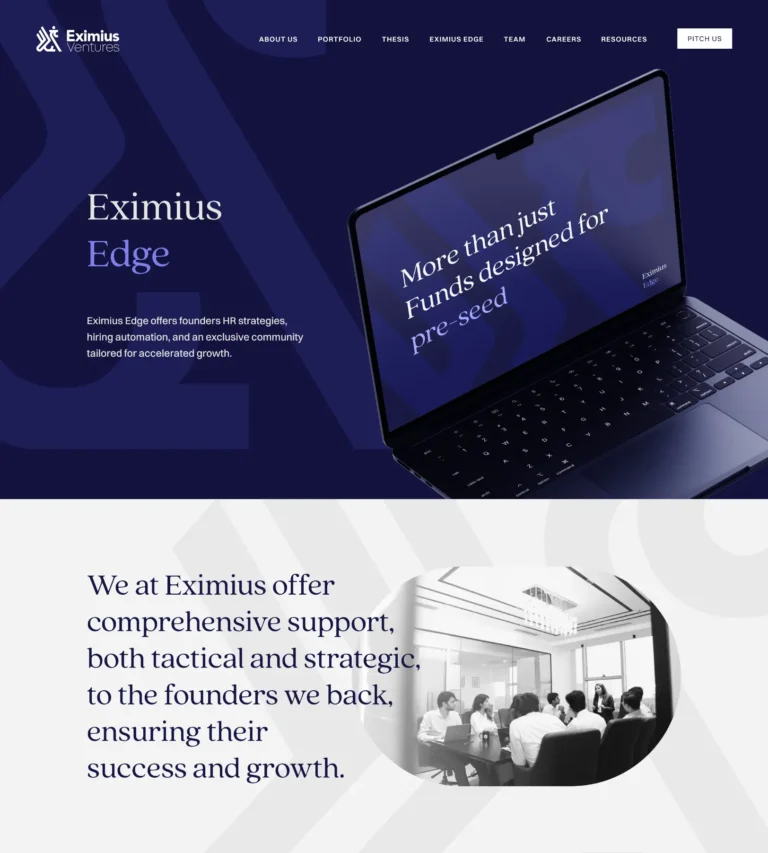 Eximius
Ventures
ABOUT US
PORTFOLIO
THESIS
EXIMIUS EDGE
TEAM
CAREERS
RESOURCES
PITCH US
Eximius
Edge
Eximius Edge offers founders HR strategies,
hiring automation, and an exclusive community
tailored for accelerated growth.
More than just
Funds designed for
pre-seed
Eximius
Edge
We at Eximius offer
comprehensive support,
both tactical and strategic,
to the founders we back,
ensuring their
success and growth.